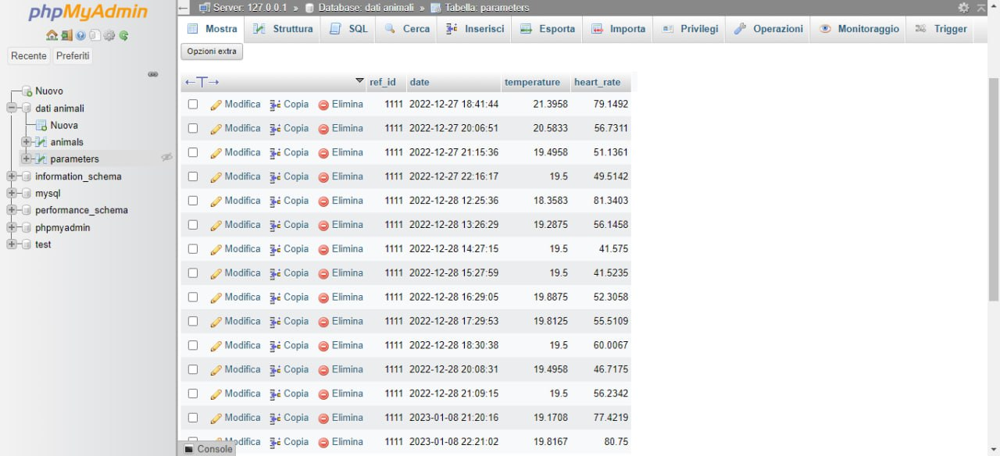 phpMyAdmin
Recente Preferiti
Nuovo
dati animali
Nuova
animals
parameters
information_schema
mysql
performance_schema
phpmyadmin
test
Server: 127.0.0.1 » Database: dati animali » Tabella: parameters
Mostra Struttura SQL Cerca Inserisci Esporta Importa Privilegi Operazioni Monitoraggio Trigger
Opzioni extra
←T→ ref_id date temperature heart_rate
Modifica Copia Elimina 1111 2022-12-27 18:41:44 21.3958 79.1492
Modifica Copia Elimina 1111 2022-12-27 20:06:51 20.5833 56.7311
Modifica Copia Elimina 1111 2022-12-27 21:15:36 19.4958 51.1361
Modifica Copia Elimina 1111 2022-12-27 22:16:17 19.5 49.5142
Modifica Copia Elimina 1111 2022-12-28 12:25:36 18.3583 81.3403
Modifica Copia Elimina 1111 2022-12-28 13:26:29 19.2875 56.1458
Modifica Copia Elimina 1111 2022-12-28 14:27:15 19.5 41.575
Modifica Copia Elimina 1111 2022-12-28 15:27:59 19.5 41.5235
Modifica Copia Elimina 1111 2022-12-28 16:29:05 19.8875 52.3058
Modifica Copia Elimina 1111 2022-12-28 17:29:53 19.8125 55.5109
Modifica Copia Elimina 1111 2022-12-28 18:30:38 19.5 60.0067
Modifica Copia Elimina 1111 2022-12-28 20:08:31 19.4958 46.7175
Modifica Copia Elimina 1111 2022-12-28 21:09:15 19.5 56.2342
Modifica Copia Elimina 1111 2023-01-08 21:20:16 19.1708 77.4219
Modifica Copia Elimina 1111 2023-01-08 22:21:02 19.8167 80.75
Console